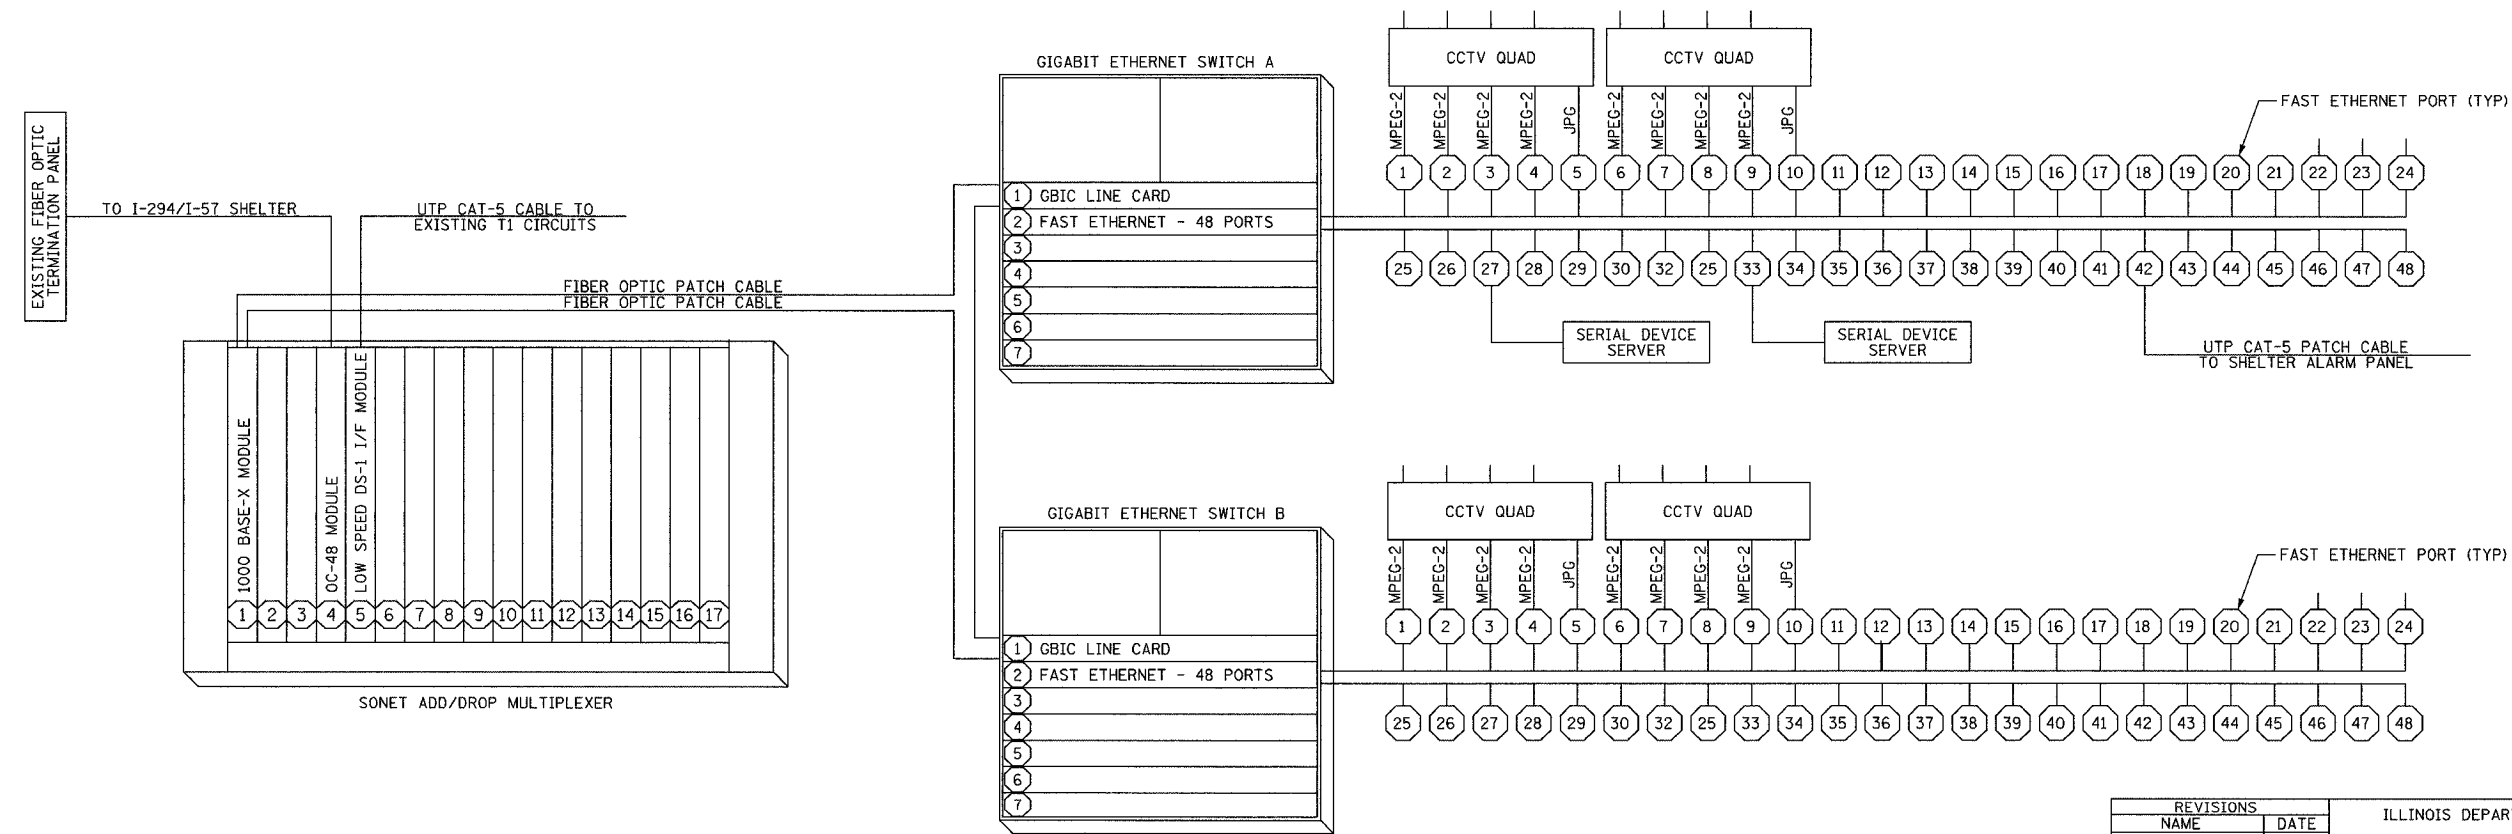 EXISTING FIBER OPTIC
TERMINATION PANEL
TO I-294/I-57 SHELTER
UTP CAT-5 CABLE TO
EXISTING T1 CIRCUITS
FIBER OPTIC PATCH CABLE
FIBER OPTIC PATCH CABLE
1000 BASE-X MODULE
OC-48 MODULE
LOW SPEED DS-1 I/F MODULE
1 2 3 4 5 6 7 8 9 10 11 12 13 14 15 16 17
SONET ADD/DROP MULTIPLEXER
GIGABIT ETHERNET SWITCH A
1 GBIC LINE CARD
2 FAST ETHERNET - 48 PORTS
3
4
5
6
7
CCTV QUAD CCTV QUAD
MPEG-2 MPEG-2 MPEG-2 MPEG-2 JPG MPEG-2 MPEG-2 MPEG-2 MPEG-2 JPG
FAST ETHERNET PORT (TYP)
1 2 3 4 5 6 7 8 9 10 11 12 13 14 15 16 17 18 19 20 21 22 23 24
25 26 27 28 29 30 32 25 33 34 35 36 37 38 39 40 41 42 43 44 45 46 47 48
SERIAL DEVICE
SERVER
SERIAL DEVICE
SERVER
UTP CAT-5 PATCH CABLE
TO SHELTER ALARM PANEL
GIGABIT ETHERNET SWITCH B
1 GBIC LINE CARD
2 FAST ETHERNET - 48 PORTS
3
4
5
6
7
CCTV QUAD CCTV QUAD
MPEG-2 MPEG-2 MPEG-2 MPEG-2 JPG MPEG-2 MPEG-2 MPEG-2 MPEG-2 JPG
FAST ETHERNET PORT (TYP)
1 2 3 4 5 6 7 8 9 10 11 12 13 14 15 16 17 18 19 20 21 22 23 24
25 26 27 28 29 30 32 25 33 34 35 36 37 38 39 40 41 42 43 44 45 46 47 48
REVISIONS
NAME DATE
ILLINOIS DEPAR